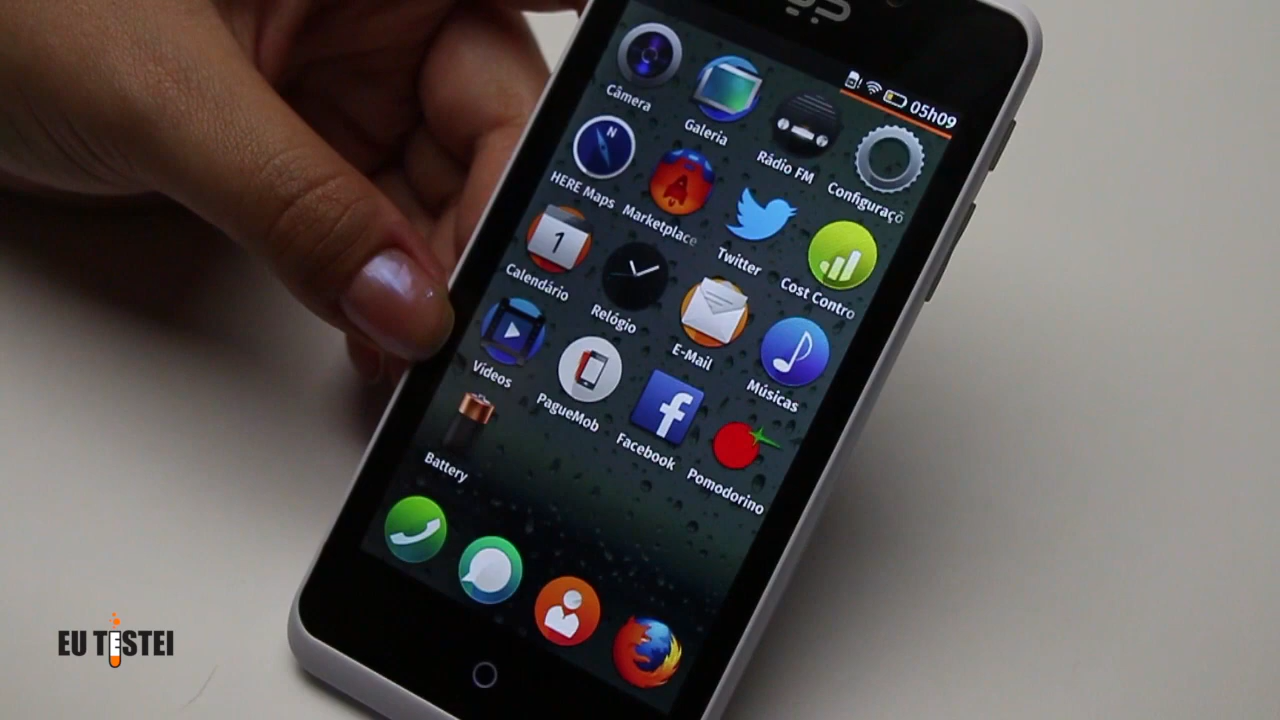 05h09
Câmera
Galeria
Rádio FM
Configuraçõ
HERE Maps
Marketplace
Twitter
Cost Contro
Calendário
Relógio
E-Mail
Músicas
Vídeos
PagueMob
Facebook
Pomodorino
Battery
N
1
EU TESTEI